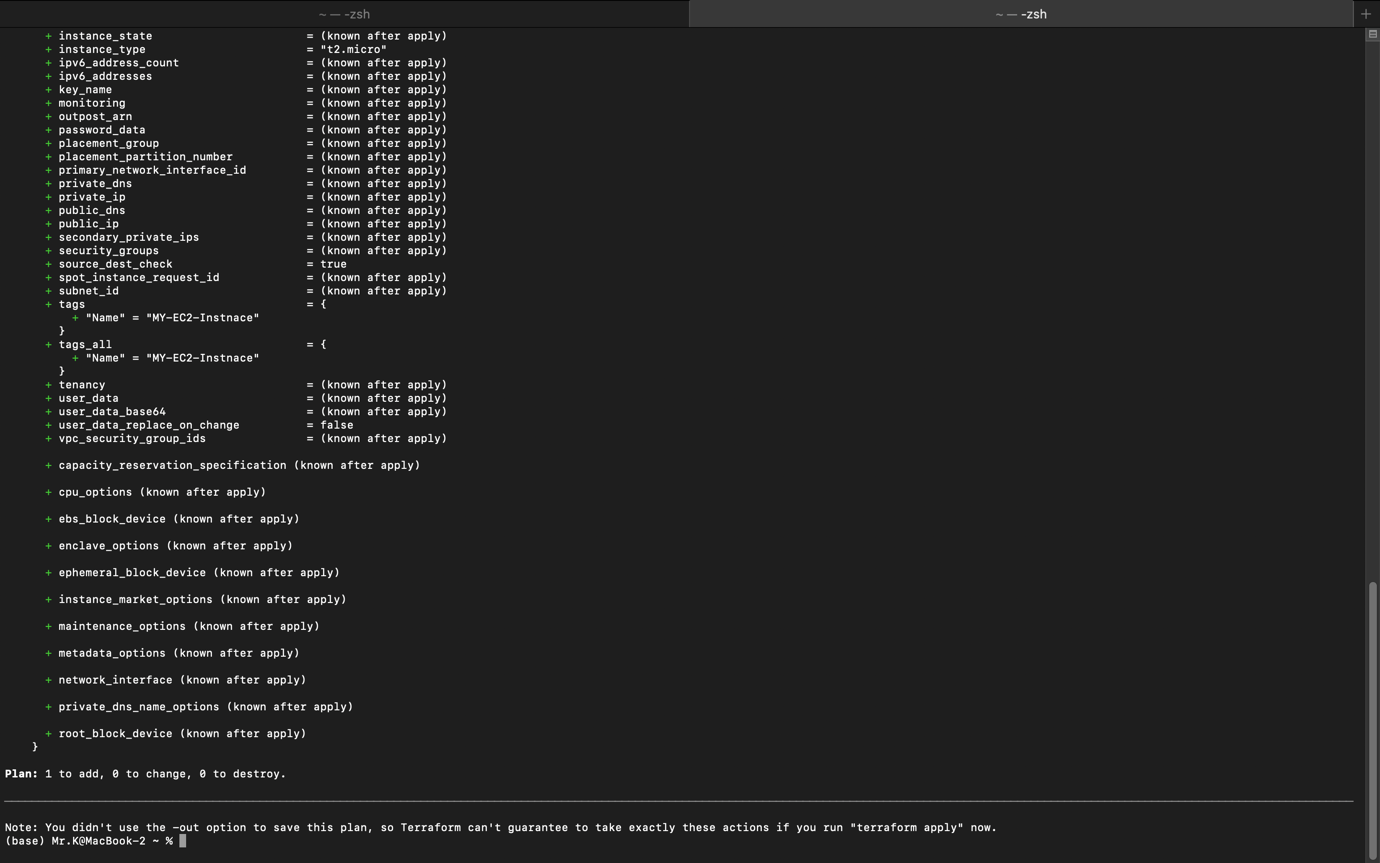 ~ — -zsh
~ — -zsh
+
+ instance_state = (known after apply)
+ instance_type = "t2.micro"
+ ipv6_address_count = (known after apply)
+ ipv6_addresses = (known after apply)
+ key_name = (known after apply)
+ monitoring = (known after apply)
+ outpost_arn = (known after apply)
+ password_data = (known after apply)
+ placement_group = (known after apply)
+ placement_partition_number = (known after apply)
+ primary_network_interface_id = (known after apply)
+ private_dns = (known after apply)
+ private_ip = (known after apply)
+ public_dns = (known after apply)
+ public_ip = (known after apply)
+ secondary_private_ips = (known after apply)
+ security_groups = (known after apply)
+ source_dest_check = true
+ spot_instance_request_id = (known after apply)
+ subnet_id = (known after apply)
+ tags = {
+ "Name" = "MY-EC2-Instnace"
}
+ tags_all = {
+ "Name" = "MY-EC2-Instnace"
}
+ tenancy = (known after apply)
+ user_data = (known after apply)
+ user_data_base64 = (known after apply)
+ user_data_replace_on_change = false
+ vpc_security_group_ids = (known after apply)
+ capacity_reservation_specification (known after apply)
+ cpu_options (known after apply)
+ ebs_block_device (known after apply)
+ enclave_options (known after apply)
+ ephemeral_block_device (known after apply)
+ instance_market_options (known after apply)
+ maintenance_options (known after apply)
+ metadata_options (known after apply)
+ network_interface (known after apply)
+ private_dns_name_options (known after apply)
+ root_block_device (known after apply)
}
Plan: 1 to add, 0 to change, 0 to destroy.
Note: You didn't use the -out option to save this plan, so Terraform can't guarantee to take exactly these actions if you run "terraform apply" now.
(base) Mr.K@MacBook-2 ~ %